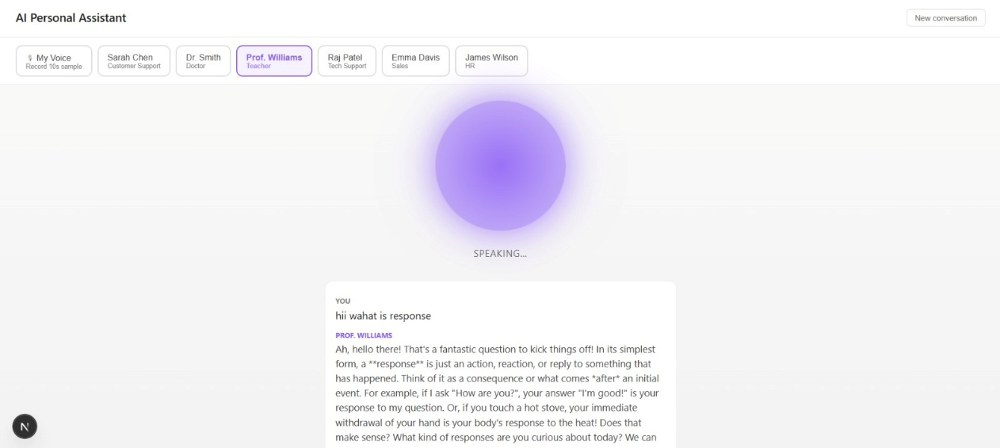 AI Personal Assistant
New conversation
My Voice
Record 10s sample
Sarah Chen
Customer Support
Dr. Smith
Doctor
Prof. Williams
Teacher
Raj Patel
Tech Support
Emma Davis
Sales
James Wilson
HR
SPEAKING...
YOU
hii wahat is response
PROF. WILLIAMS
Ah, hello there! That's a fantastic question to kick things off! In its simplest
form, a **response** is just an action, reaction, or reply to something that
has happened. Think of it as a consequence or what comes *after* an initial
event. For example, if I ask "How are you?", your answer "I'm good!" is your
response to my question. Or, if you touch a hot stove, your immediate
withdrawal of your hand is your body's response to the heat! Does that
make sense? What kind of responses are you curious about today? We can
N